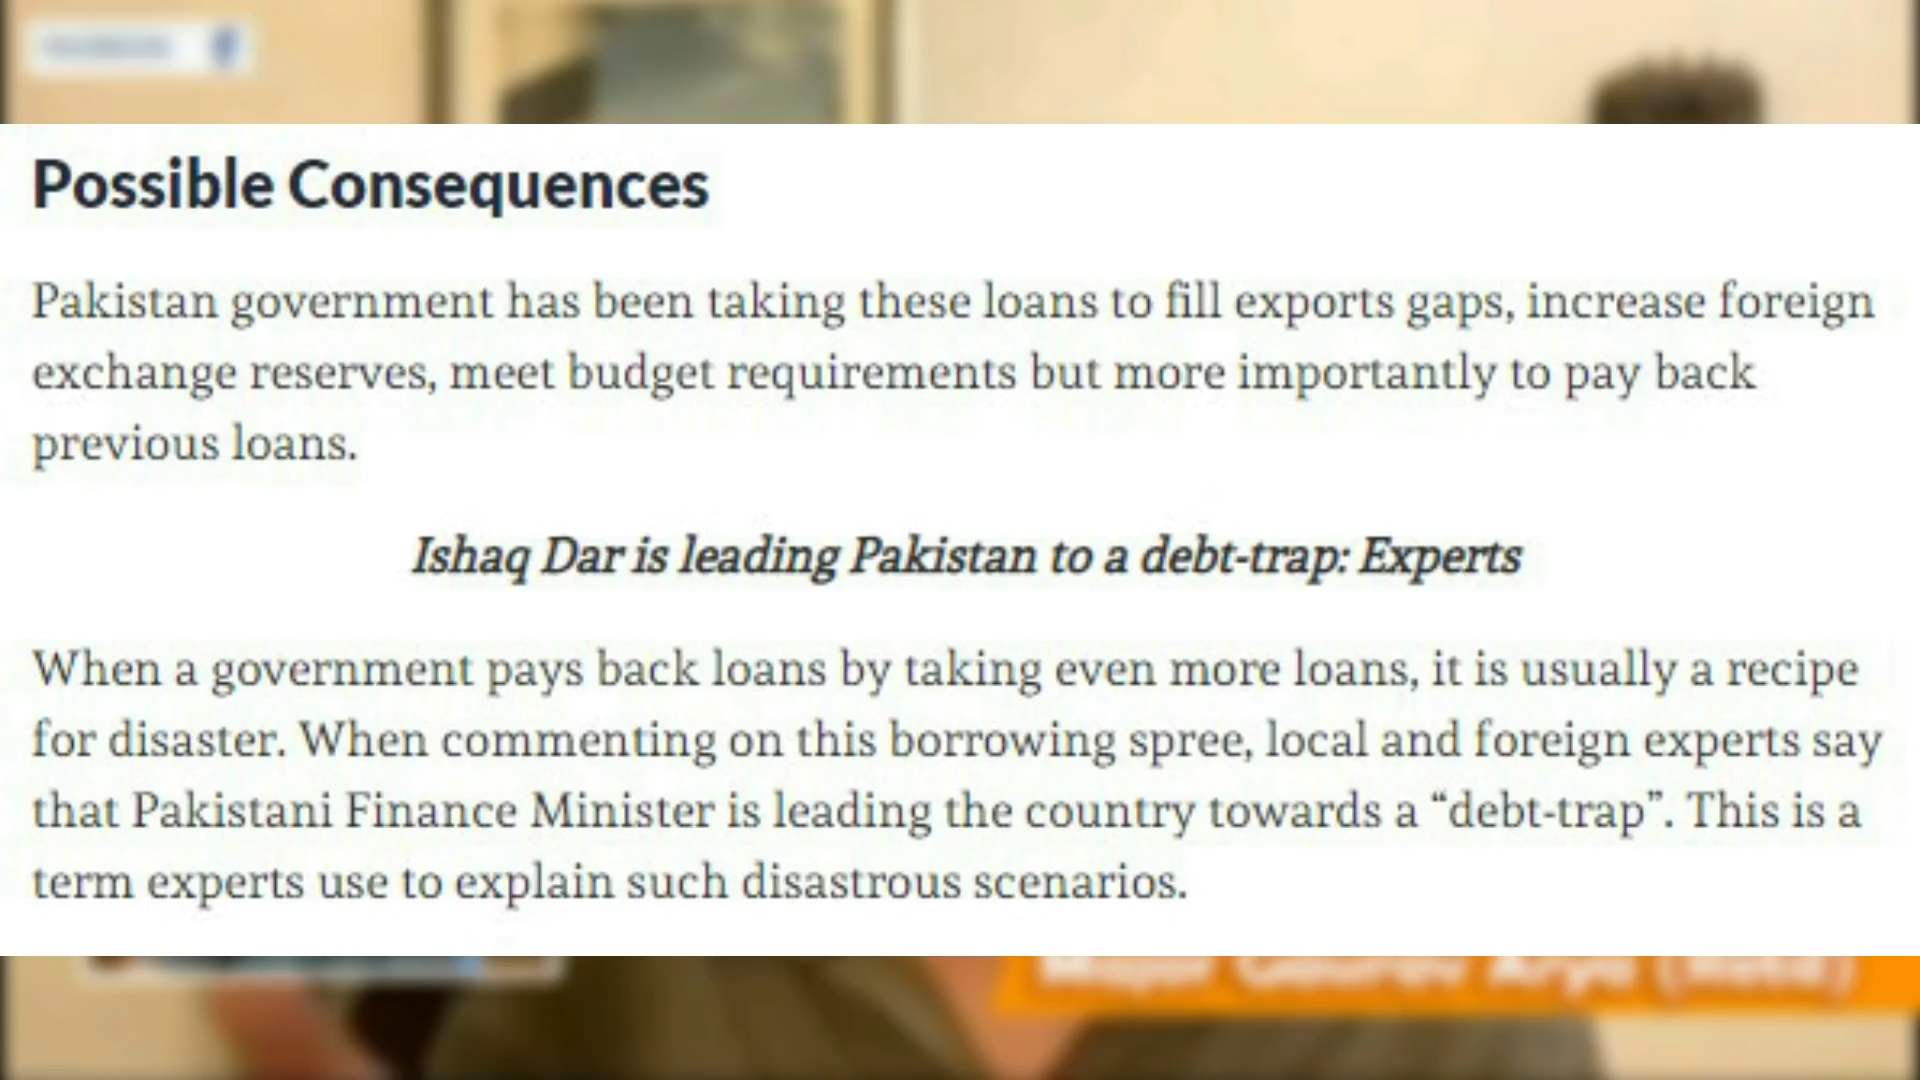 Possible Consequences
Pakistan government has been taking these loans to fill exports gaps, increase foreign
exchange reserves, meet budget requirements but more importantly to pay back
previous loans.
Ishaq Dar is leading Pakistan to a debt-trap: Experts
When a government pays back loans by taking even more loans, it is usually a recipe
for disaster. When commenting on this borrowing spree, local and foreign experts say
that Pakistani Finance Minister is leading the country towards a “debt-trap”. This is a
term experts use to explain such disastrous scenarios.
Major Gaurav Arya (Retd)